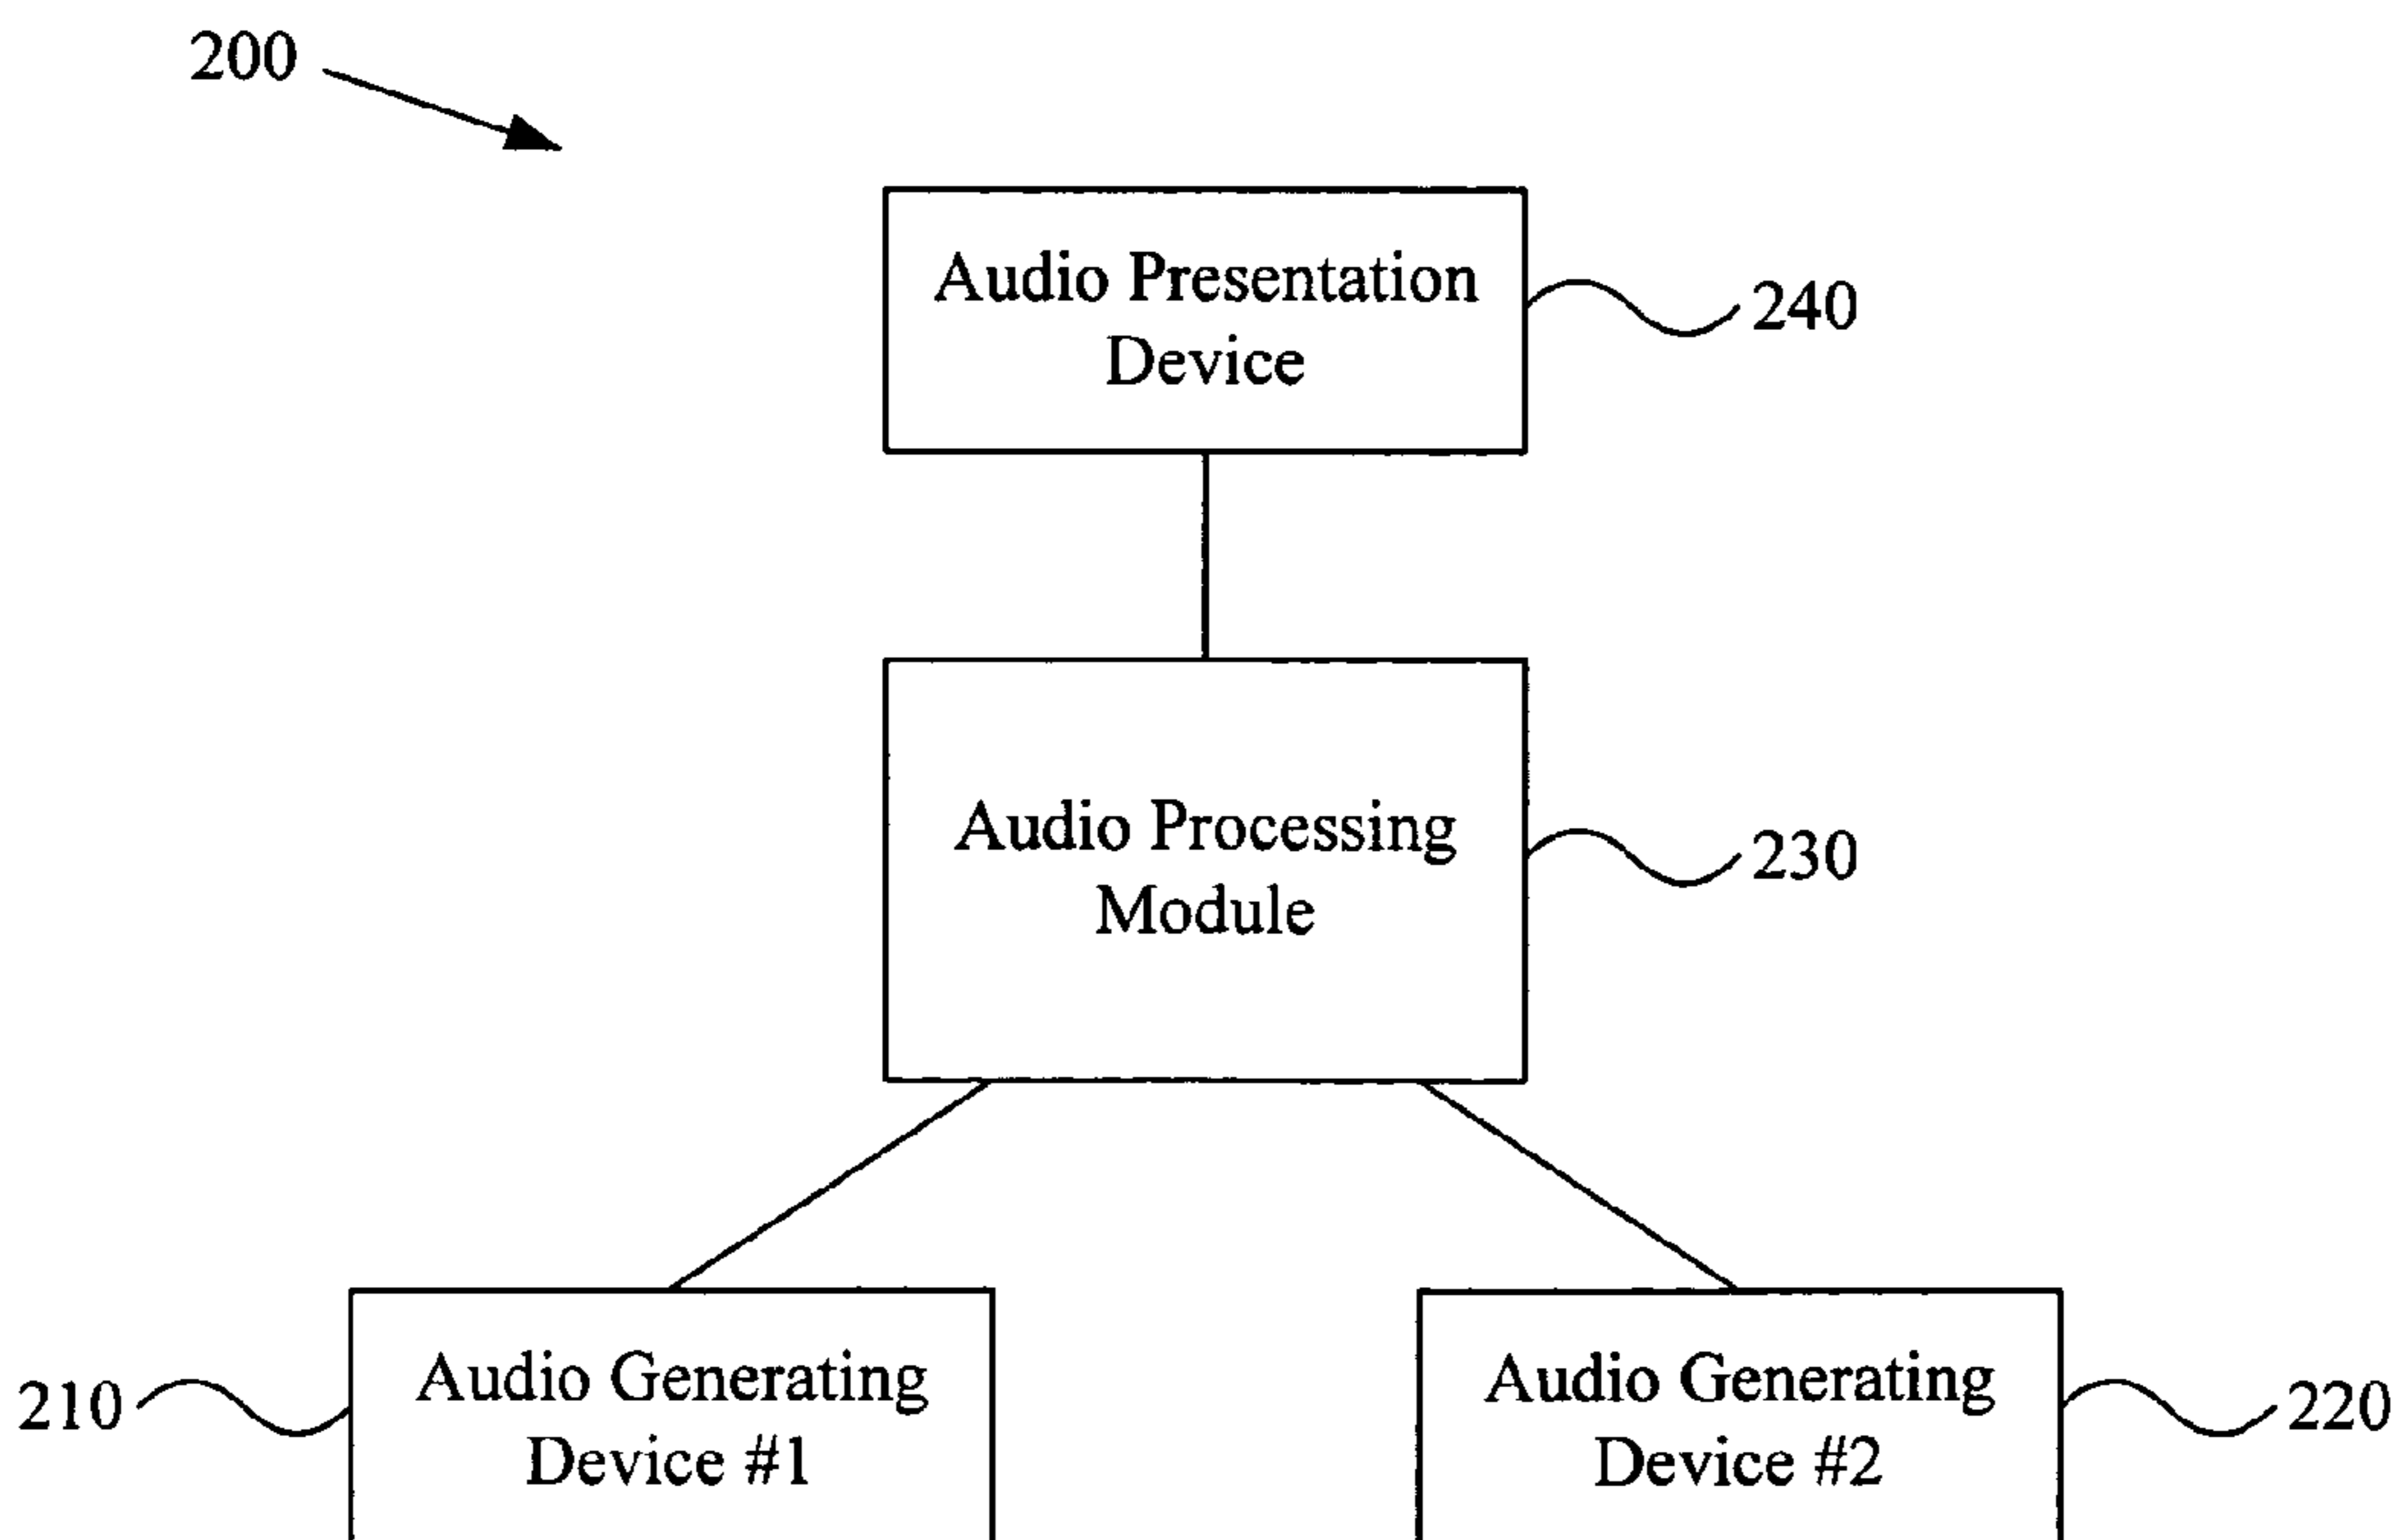 200
Audio Presentation
Device
240
Audio Processing
Module
230
210
Audio Generating
Device #1
Audio Generating
Device #2
220